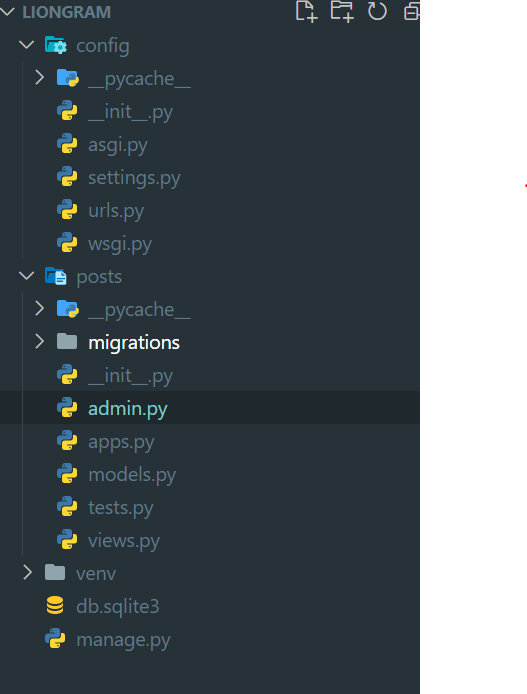 LIONGRAM
config
__pycache__
__init__.py
asgi.py
settings.py
urls.py
wsgi.py
posts
__pycache__
migrations
__init__.py
admin.py
apps.py
models.py
tests.py
views.py
venv
db.sqlite3
manage.py